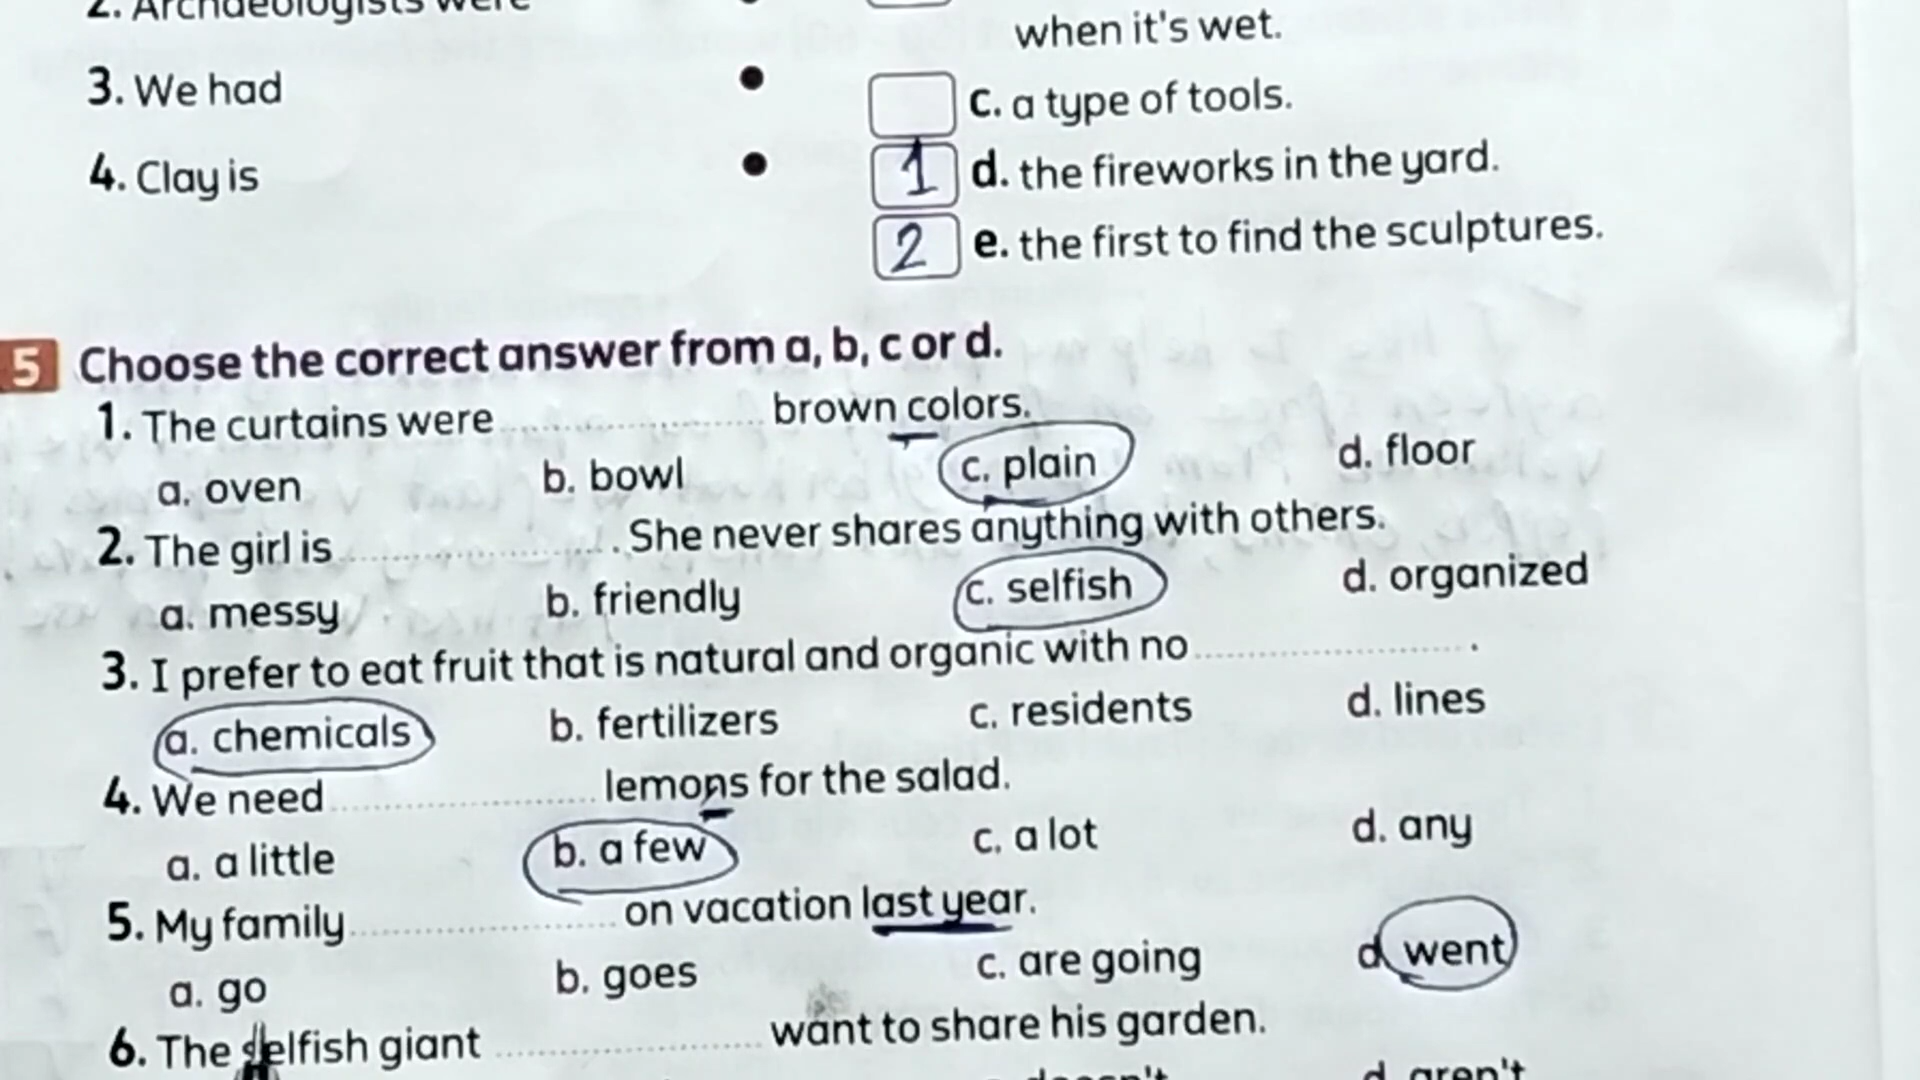 2. Archaeologists were
when it's wet.
3. We had
c. a type of tools.
4. Clay is
1 d. the fireworks in the yard.
2 e. the first to find the sculptures.
5 Choose the correct answer from a, b, c or d.
1. The curtains were .................... brown colors.
a. oven b. bowl c. plain d. floor
2. The girl is .................... . She never shares anything with others.
a. messy b. friendly c. selfish d. organized
3. I prefer to eat fruit that is natural and organic with no .................... .
a. chemicals b. fertilizers c. residents d. lines
4. We need .................... lemons for the salad.
a. a little b. a few c. a lot d. any
5. My family .................... on vacation last year.
a. go b. goes c. are going d. went
6. The selfish giant .................... want to share his garden.
doesn't d. aren't